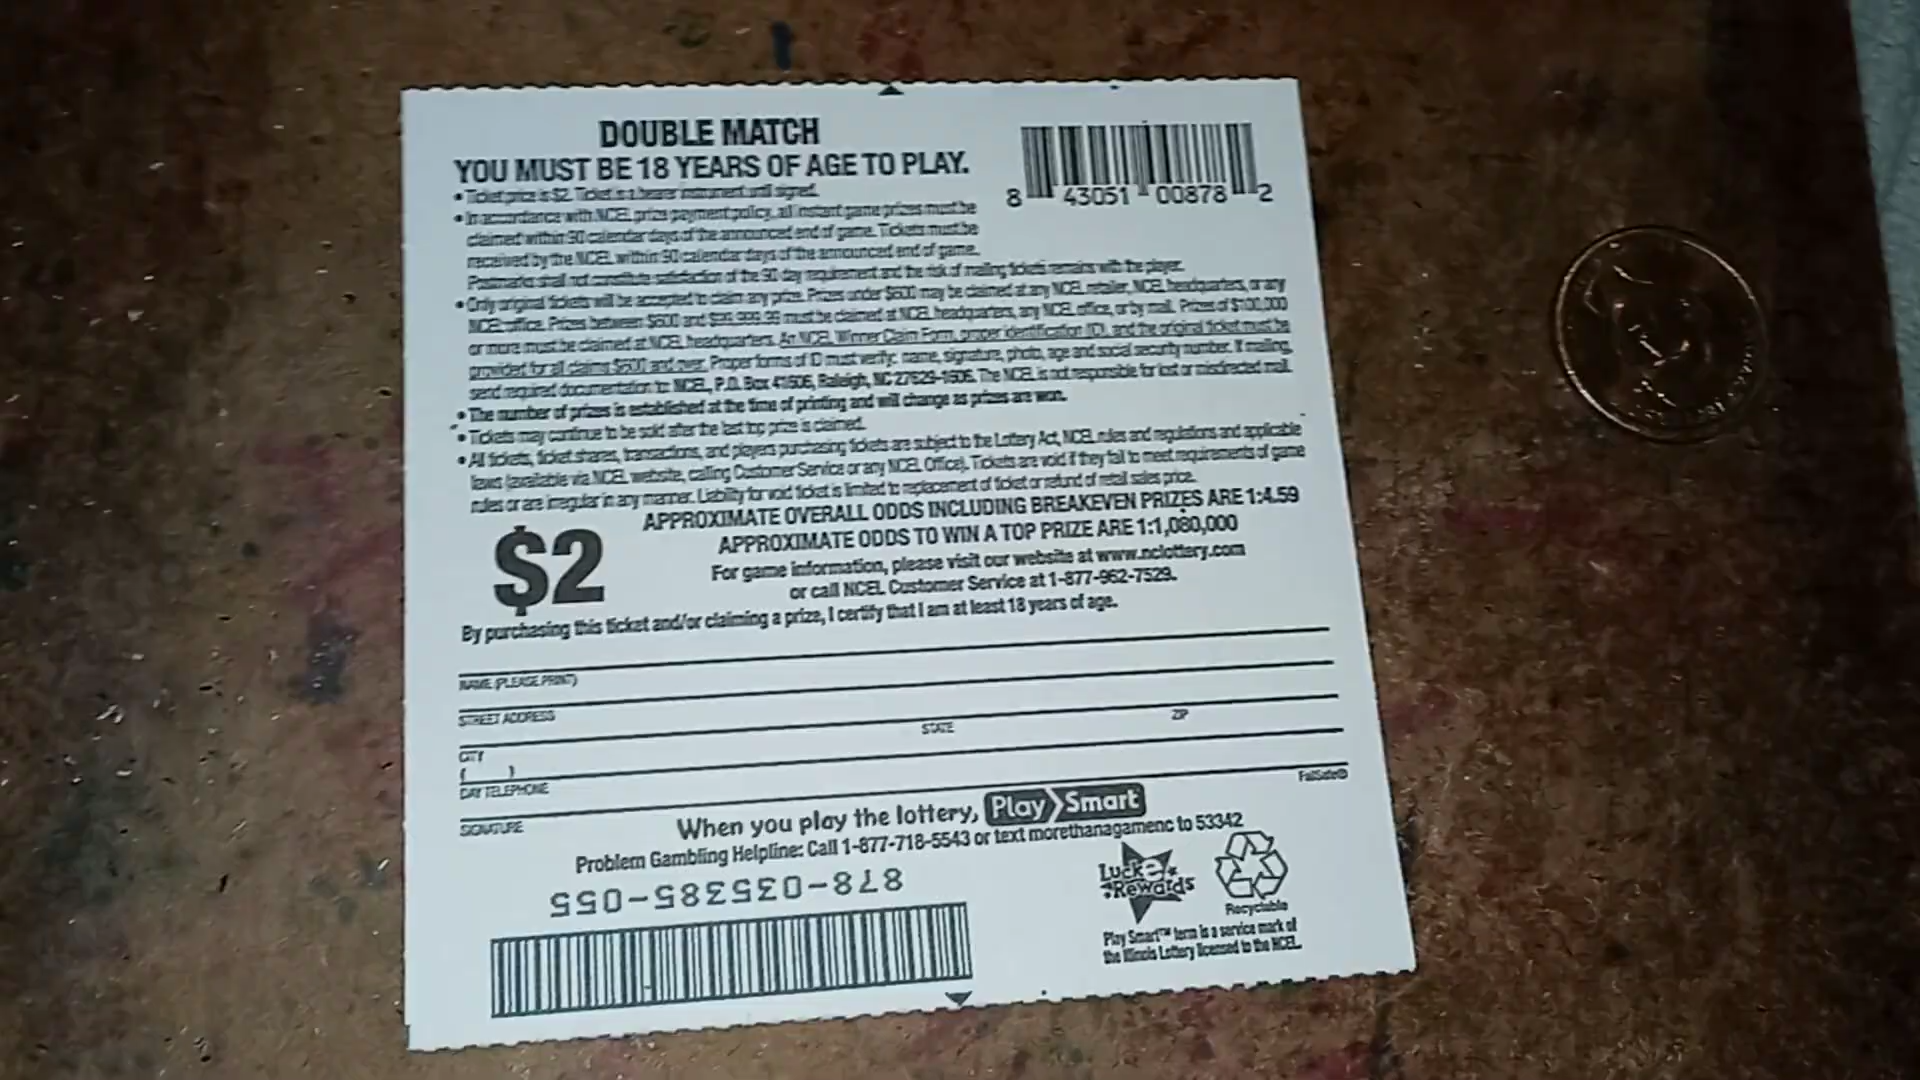 DOUBLE MATCH
YOU MUST BE 18 YEARS OF AGE TO PLAY.
8 43051 00878 2
• Ticket price is $2. Ticket is a bearer instrument until signed.
• In accordance with NCEL prize payment policy, all instant game prizes must be
claimed within 90 calendar days of the announced end of game. Tickets must be
received by the NCEL within 90 calendar days of the announced end of game.
Postmarks shall not constitute satisfaction of the 90 day requirement and the risk of mailing tickets remains with the player.
• Only original tickets will be accepted to claim any prize. Prizes under $600 may be claimed at any NCEL retailer, NCEL headquarters, or any
NCEL office. Prizes between $600 and $99,999.99 must be claimed at NCEL headquarters, any NCEL office, or by mail. Prizes of $100,000
or more must be claimed at NCEL headquarters. An NCEL Winner Claim Form, proper identification (ID), and the original ticket must be
provided for all claims $600 and over. Proper forms of ID must verify: name, signature, photo, age and social security number. If mailing,
send required documentation to: NCEL, P.O. Box 41606, Raleigh, NC 27629-1606. The NCEL is not responsible for lost or misdirected mail.
• The number of prizes is established at the time of printing and will change as prizes are won.
• Tickets may continue to be sold after the last top prize is claimed.
• All tickets, ticket shares, transactions, and players purchasing tickets are subject to the Lottery Act, NCEL rules and regulations and applicable
laws (available via NCEL website, calling Customer Service or any NCEL Office). Tickets are void if they fail to meet requirements of game
rules or are irregular in any manner. Liability for void ticket is limited to replacement of ticket or refund of retail sales price.
$2
APPROXIMATE OVERALL ODDS INCLUDING BREAKEVEN PRIZES ARE 1:4.59
APPROXIMATE ODDS TO WIN A TOP PRIZE ARE 1:1,080,000
For game information, please visit our website at www.nclottery.com
or call NCEL Customer Service at 1-877-962-7529.
By purchasing this ticket and/or claiming a prize, I certify that I am at least 18 years of age.
NAME (PLEASE PRINT)
STREET ADDRESS
CITY STATE ZIP
( )
DAY TELEPHONE
SIGNATURE
FailSafe®
When you play the lottery, Play Smart
Problem Gambling Helpline: Call 1-877-718-5543 or text morethanagamenc to 53342
878-035385-055
Luck-e Rewards
Recyclable
Play Smart™ term is a service mark of
the Illinois Lottery licensed to the NCEL.